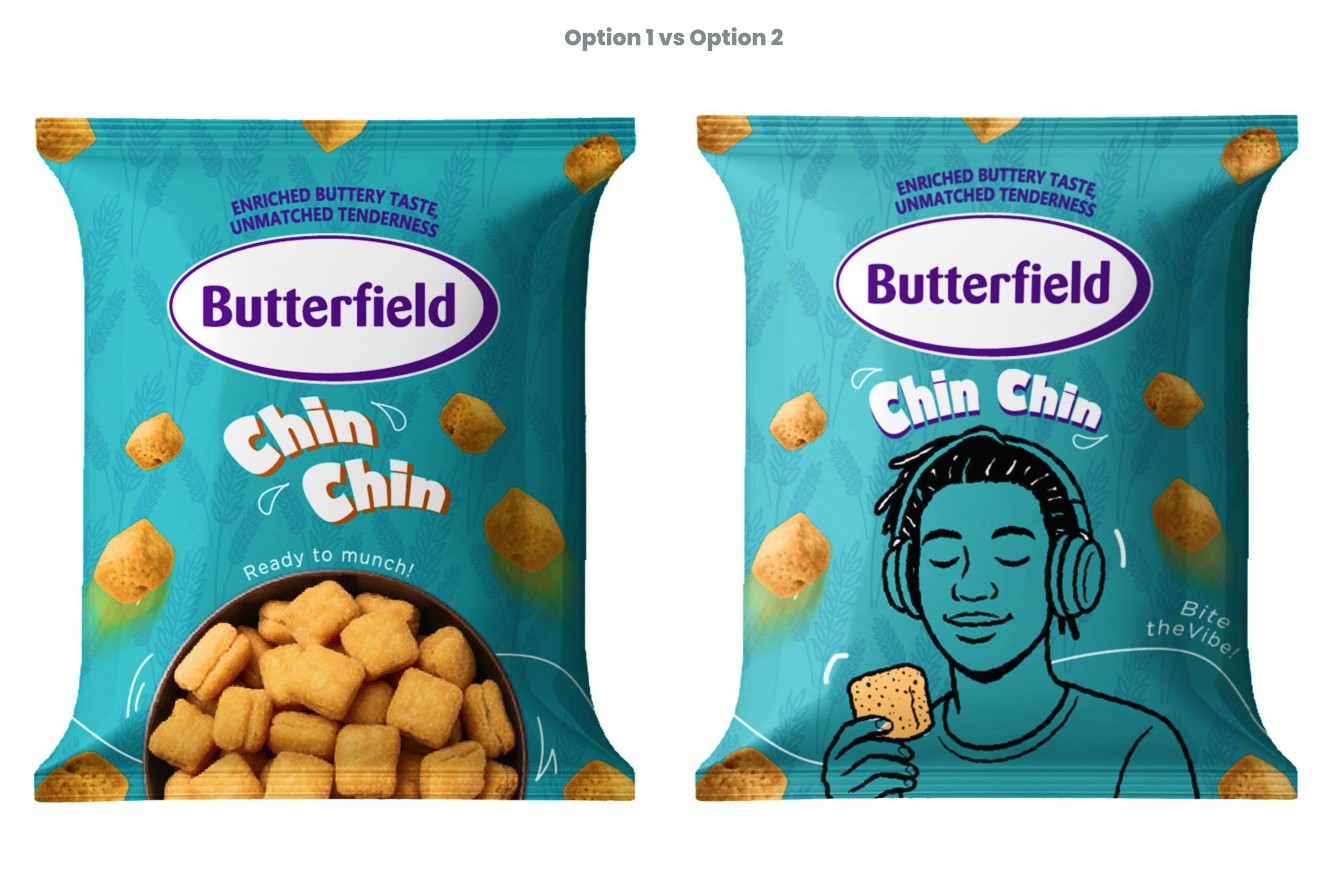 Option 1 vs Option 2
ENRICHED BUTTERY TASTE,
UNMATCHED TENDERNESS
Butterfield
Chin
Chin
Ready to munch!
ENRICHED BUTTERY TASTE,
UNMATCHED TENDERNESS
Butterfield
Chin Chin
Bite
theVibe!